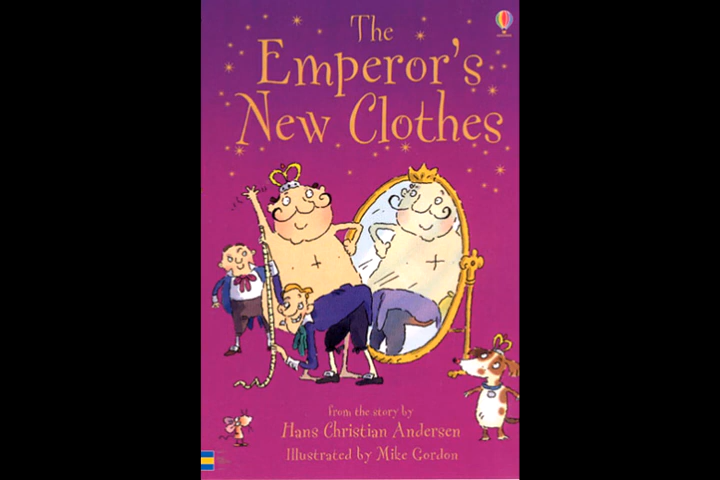 The
Emperor's
New Clothes
from the story by
Hans Christian Andersen
Illustrated by Mike Gordon